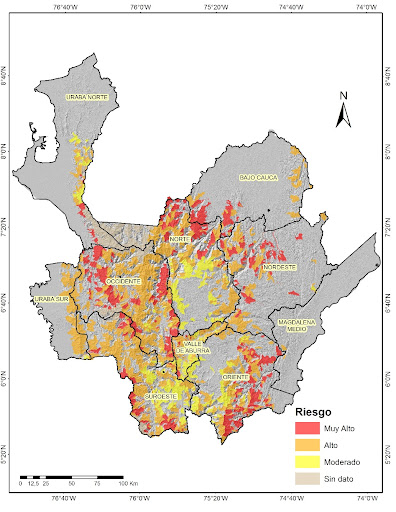 76°40'W 76°0'W 75°20'W 74°40'W 74°0'W
8°40'N 8°40'N
N
URABA NORTE
8°0'N 8°0'N
BAJO CAUCA
7°20'N 7°20'N
NORTE
NORDESTE
OCCIDENTE
URABA SUR
6°40'N 6°40'N
MAGDALENA
MEDIO
VALLE
DE ABURRA
6°0'N 6°0'N
ORIENTE
SUROESTE
Riesgo
Muy Alto
Alto
Moderado
Sin dato
5°20'N 5°20'N
0 12,5 25 50 75 100 Km
76°40'W 76°0'W 75°20'W 74°40'W 74°0'W